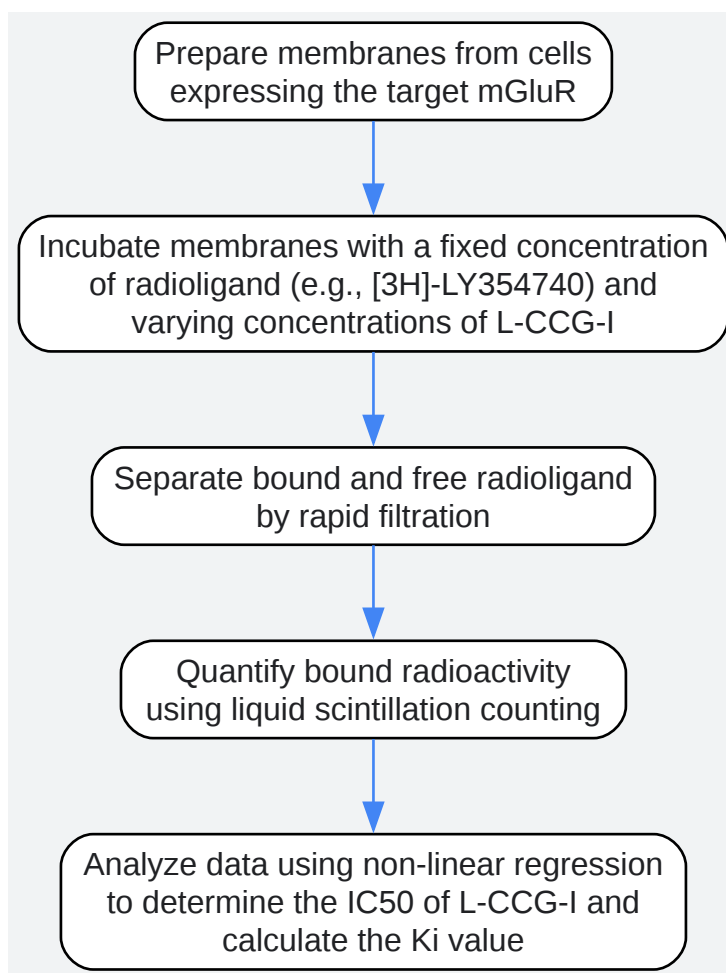 Prepare membranes from cells
expressing the target mGluR
Incubate membranes with a fixed concentration
of radioligand (e.g., [3H]-LY354740) and
varying concentrations of L-CCG-I
Separate bound and free radioligand
by rapid filtration
Quantify bound radioactivity
using liquid scintillation counting
Analyze data using non-linear regression
to determine the IC50 of L-CCG-I and
calculate the Ki value